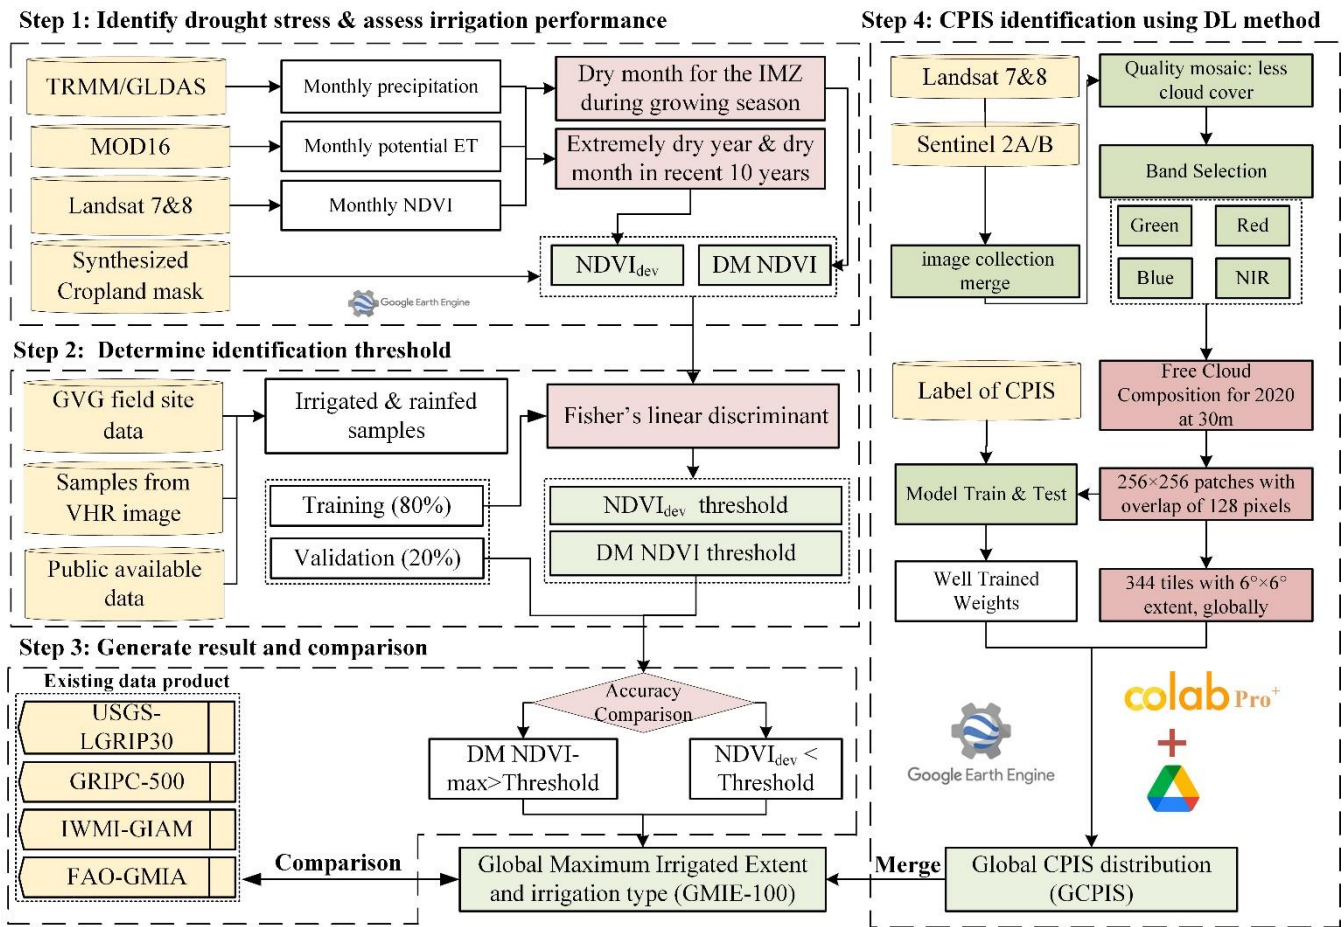 Step 1: Identify drought stress & assess irrigation performance
TRMM/GLDAS
MOD16
Landsat 7&8
Synthesized
Cropland mask
Monthly precipitation
Monthly potential ET
Monthly NDVI
Dry month for the IMZ
during growing season
Extremely dry year & dry
month in recent 10 years
NDVIdev
DM NDVI
Google Earth Engine
Step 2: Determine identification threshold
GVG field site
data
Samples from
VHR image
Public available
data
Irrigated & rainfed
samples
Training (80%)
Validation (20%)
Fisher's linear discriminant
NDVIdev threshold
DM NDVI threshold
Step 3: Generate result and comparison
Existing data product
USGS-
LGRIP30
GRIPC-500
IWMI-GIAM
FAO-GMIA
Accuracy
Comparison
DM NDVI-
max>Threshold
NDVIdev <
Threshold
Comparison
Global Maximum Irrigated Extent
and irrigation type (GMIE-100)
Merge
Step 4: CPIS identification using DL method
Landsat 7&8
Sentinel 2A/B
image collection
merge
Quality mosaic: less
cloud cover
Band Selection
Green
Red
Blue
NIR
Label of CPIS
Free Cloud
Composition for 2020
at 30m
Model Train & Test
256×256 patches with
overlap of 128 pixels
Well Trained
Weights
344 tiles with 6°×6°
extent, globally
Google Earth Engine
colab Pro+
+
Global CPIS distribution
(GCPIS)